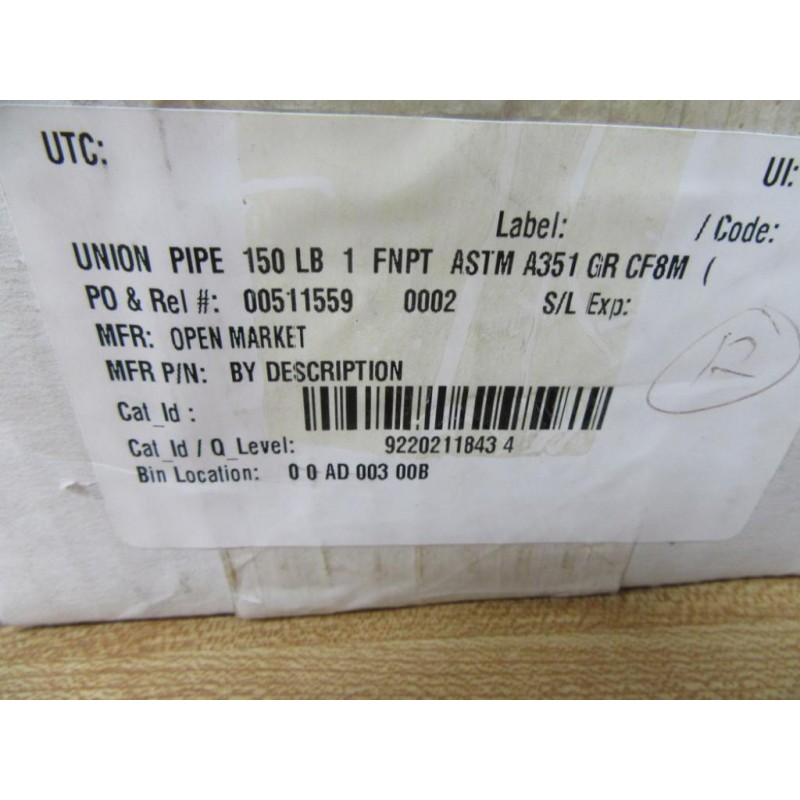 UTC:
UI:
Label: / Code:
UNION PIPE 150 LB 1 FNPT ASTM A351 GR CF8M (
PO & Rel #: 00511559 0002 S/L Exp:
MFR: OPEN MARKET
MFR P/N: BY DESCRIPTION
Cat_Id :
Cat_Id / Q_Level: 9220211843 4
Bin Location: 0 0 AD 003 00B